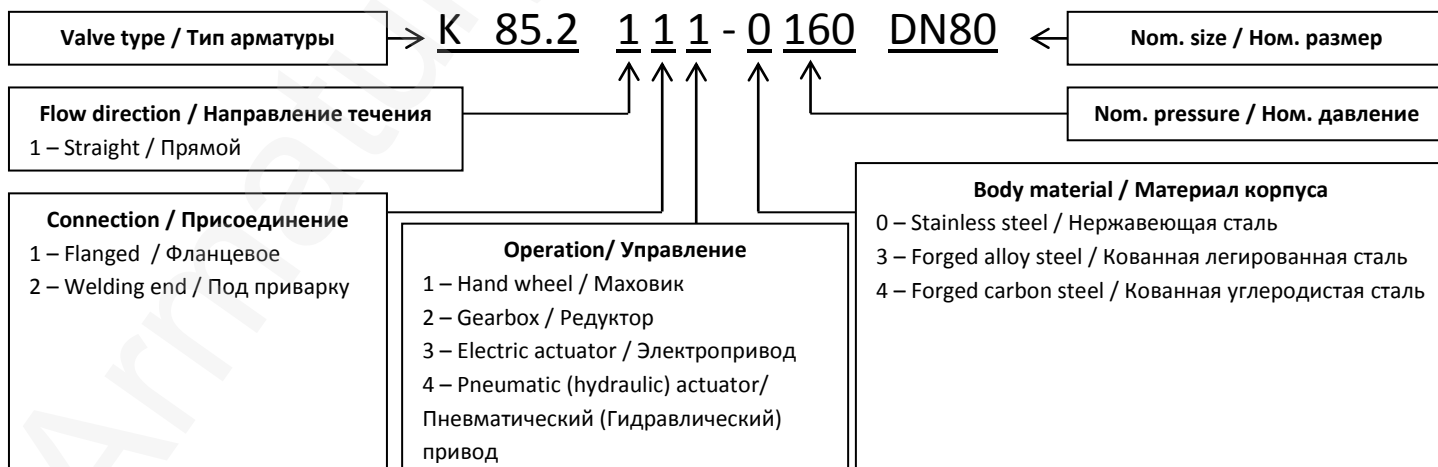 Valve type / Тип арматуры
K 85.2 1 1 1 - 0 160 DN80
Nom. size / Ном. размер
Flow direction / Направление течения
1 – Straight / Прямой
Nom. pressure / Ном. давление
Connection / Присоединение
1 – Flanged / Фланцевое
2 – Welding end / Под приварку
Operation/ Управление
1 – Hand wheel / Маховик
2 – Gearbox / Редуктор
3 – Electric actuator / Электропривод
4 – Pneumatic (hydraulic) actuator/
Пневматический (Гидравлический)
привод
Body material / Материал корпуса
0 – Stainless steel / Нержавеющая сталь
3 – Forged alloy steel / Кованная легированная сталь
4 – Forged carbon steel / Кованная углеродистая сталь